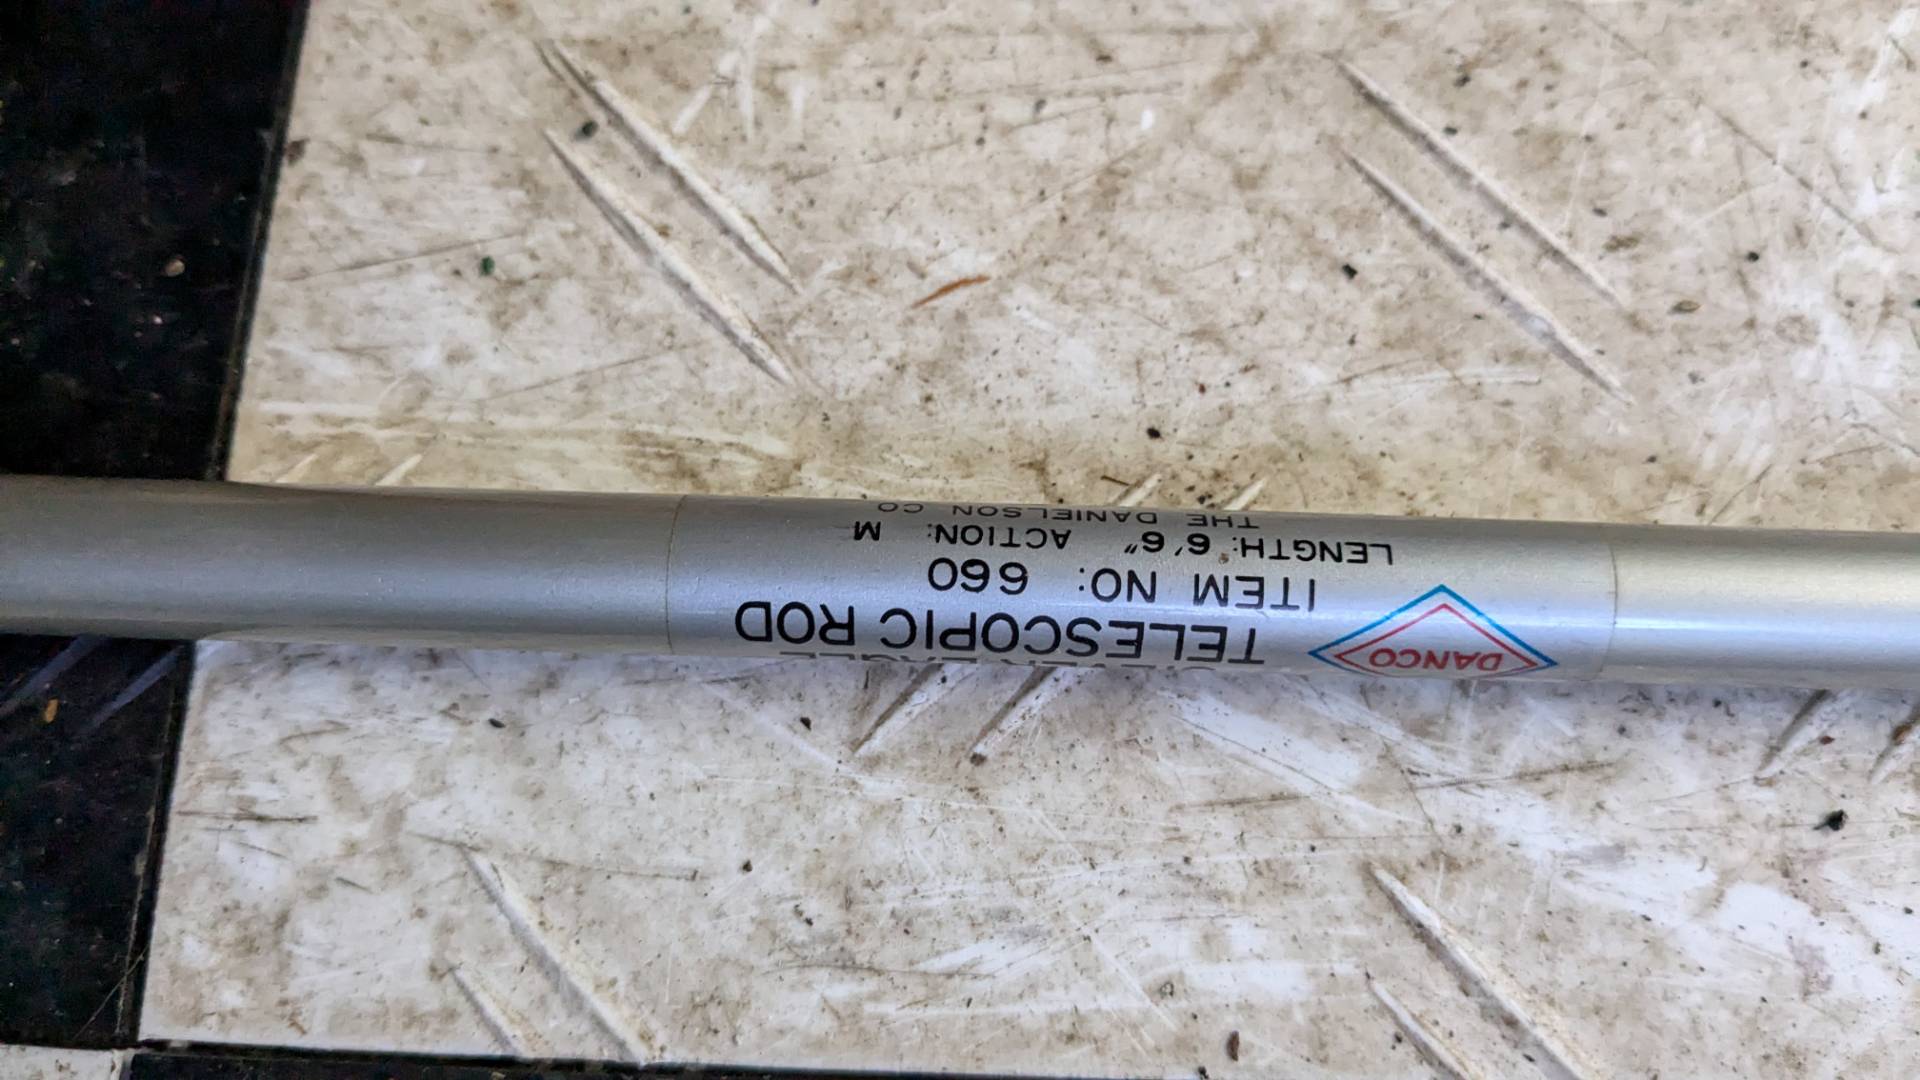 DANCO
TELESCOPIC ROD
ITEM NO: 660
LENGTH: 6'6" ACTION: M
THE DANIELSON CO